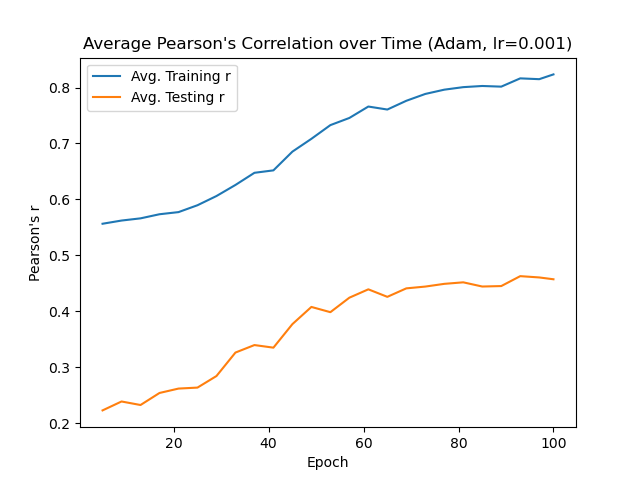 Average Pearson's Correlation over Time (Adam, lr=0.001)
Avg. Training r
Avg. Testing r
Pearson's r
0.8
0.7
0.6
0.5
0.4
0.3
0.2
20 40 60 80 100
Epoch